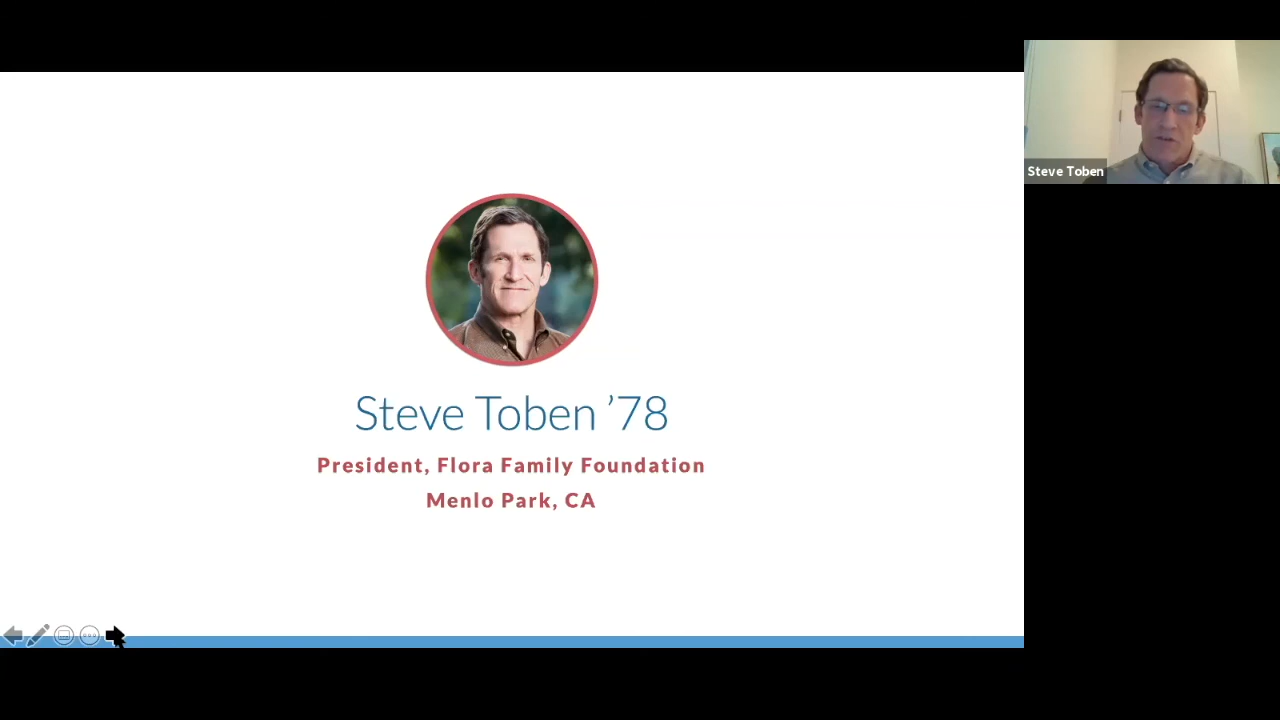 Steve Toben ’78
President, Flora Family Foundation
Menlo Park, CA
Steve Toben